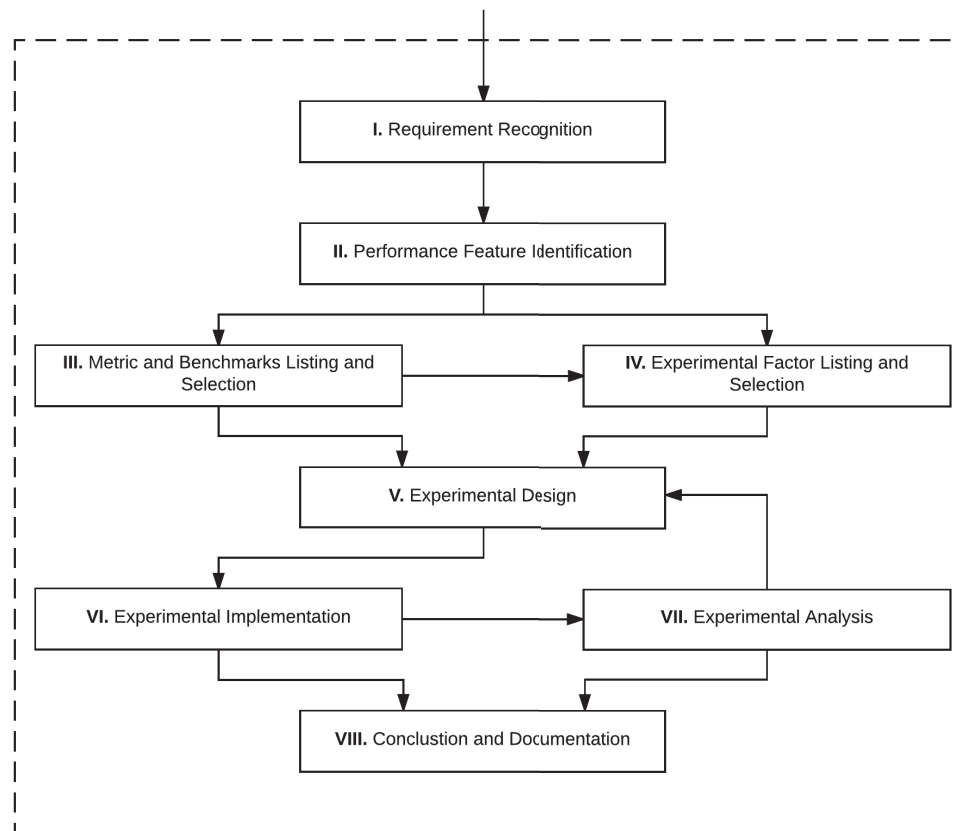 I. Requirement Recognition
II. Performance Feature Identification
III. Metric and Benchmarks Listing and
Selection
IV. Experimental Factor Listing and
Selection
V. Experimental Design
VI. Experimental Implementation
VII. Experimental Analysis
VIII. Conclustion and Documentation